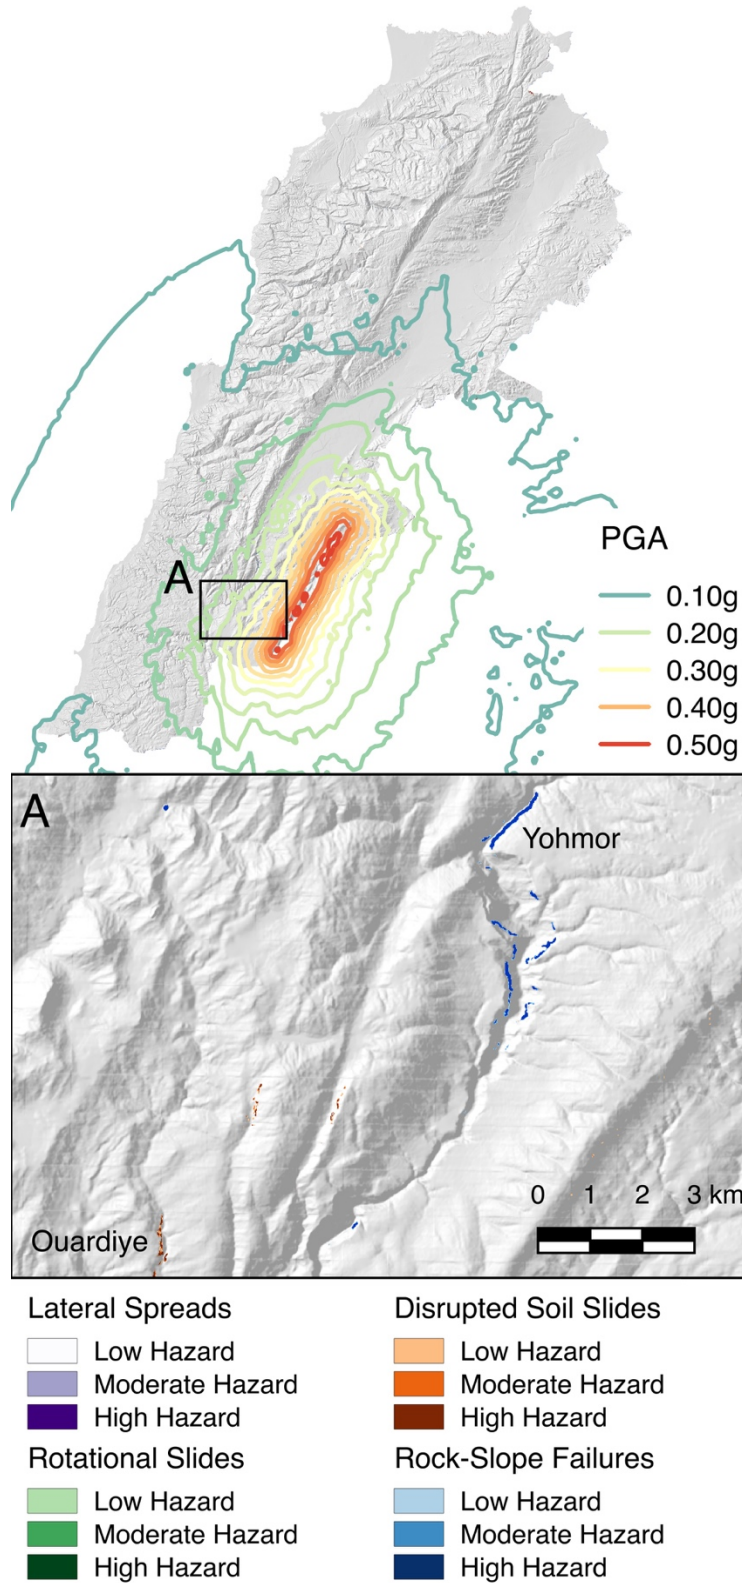 A
PGA
0.10g
0.20g
0.30g
0.40g
0.50g
A
Yohmor
0 1 2 3 km
Ouardiye
Lateral Spreads
Low Hazard
Moderate Hazard
High Hazard
Disrupted Soil Slides
Low Hazard
Moderate Hazard
High Hazard
Rotational Slides
Low Hazard
Moderate Hazard
High Hazard
Rock-Slope Failures
Low Hazard
Moderate Hazard
High Hazard